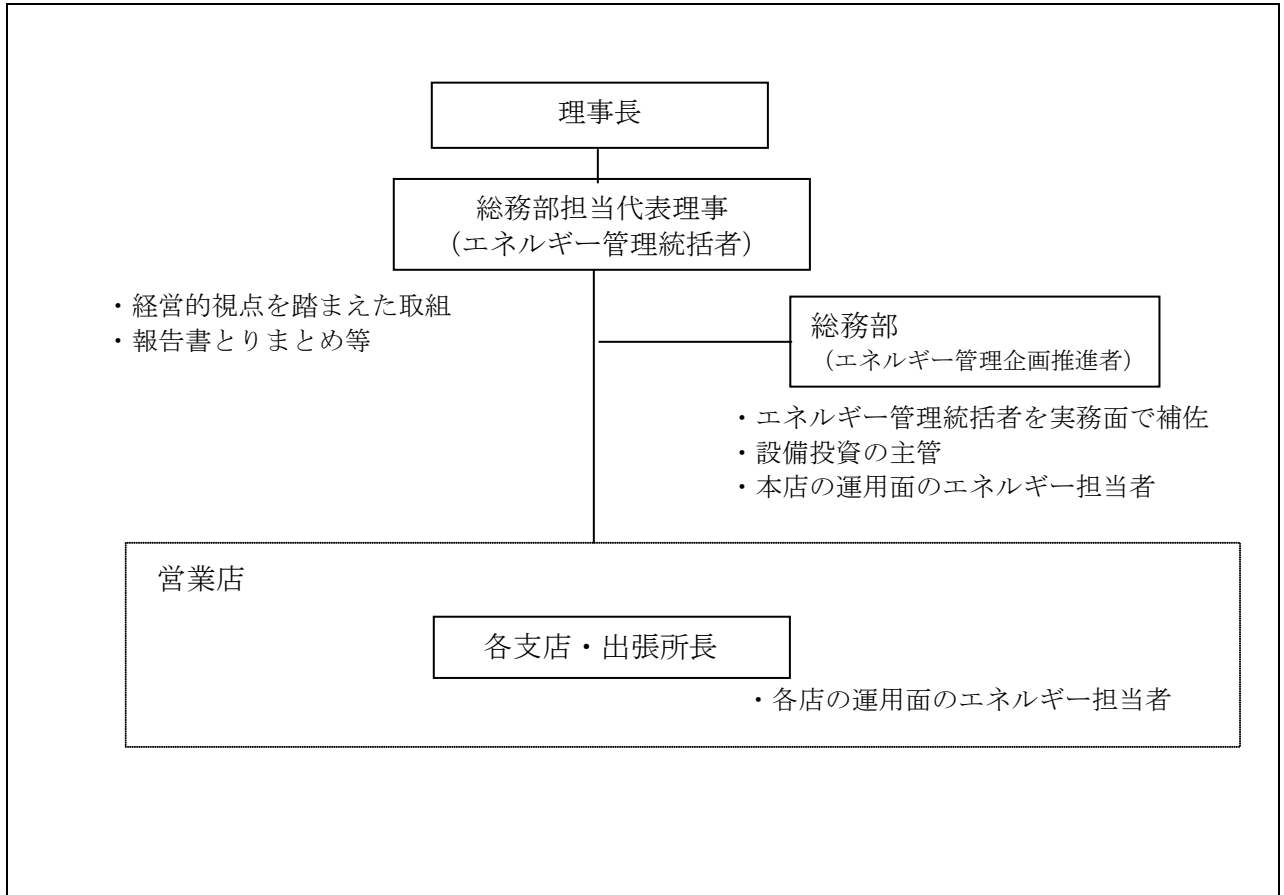 理事長
総務部担当代表理事
（エネルギー管理統括者）
・経営的視点を踏まえた取組
・報告書とりまとめ等
総務部
（エネルギー管理企画推進者）
・エネルギー管理統括者を実務面で補佐
・設備投資の主管
・本店の運用面のエネルギー担当者
営業店
各支店・出張所長
・各店の運用面のエネルギー担当者